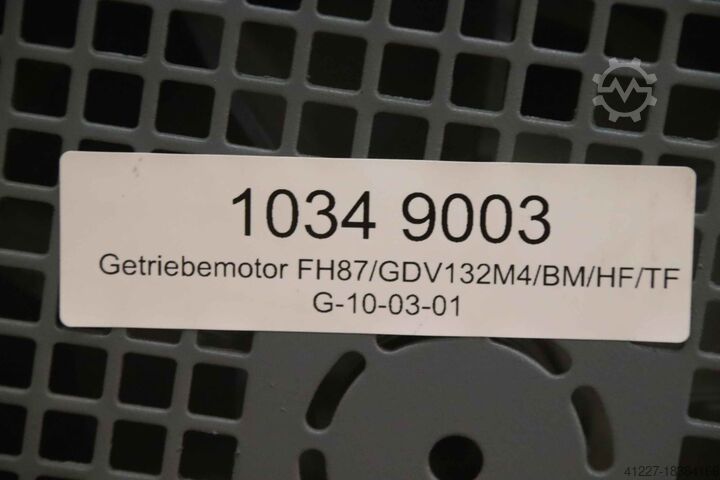 1034 9003
Getriebemotor FH87/GDV132M4/BM/HF/TF
G-10-03-01